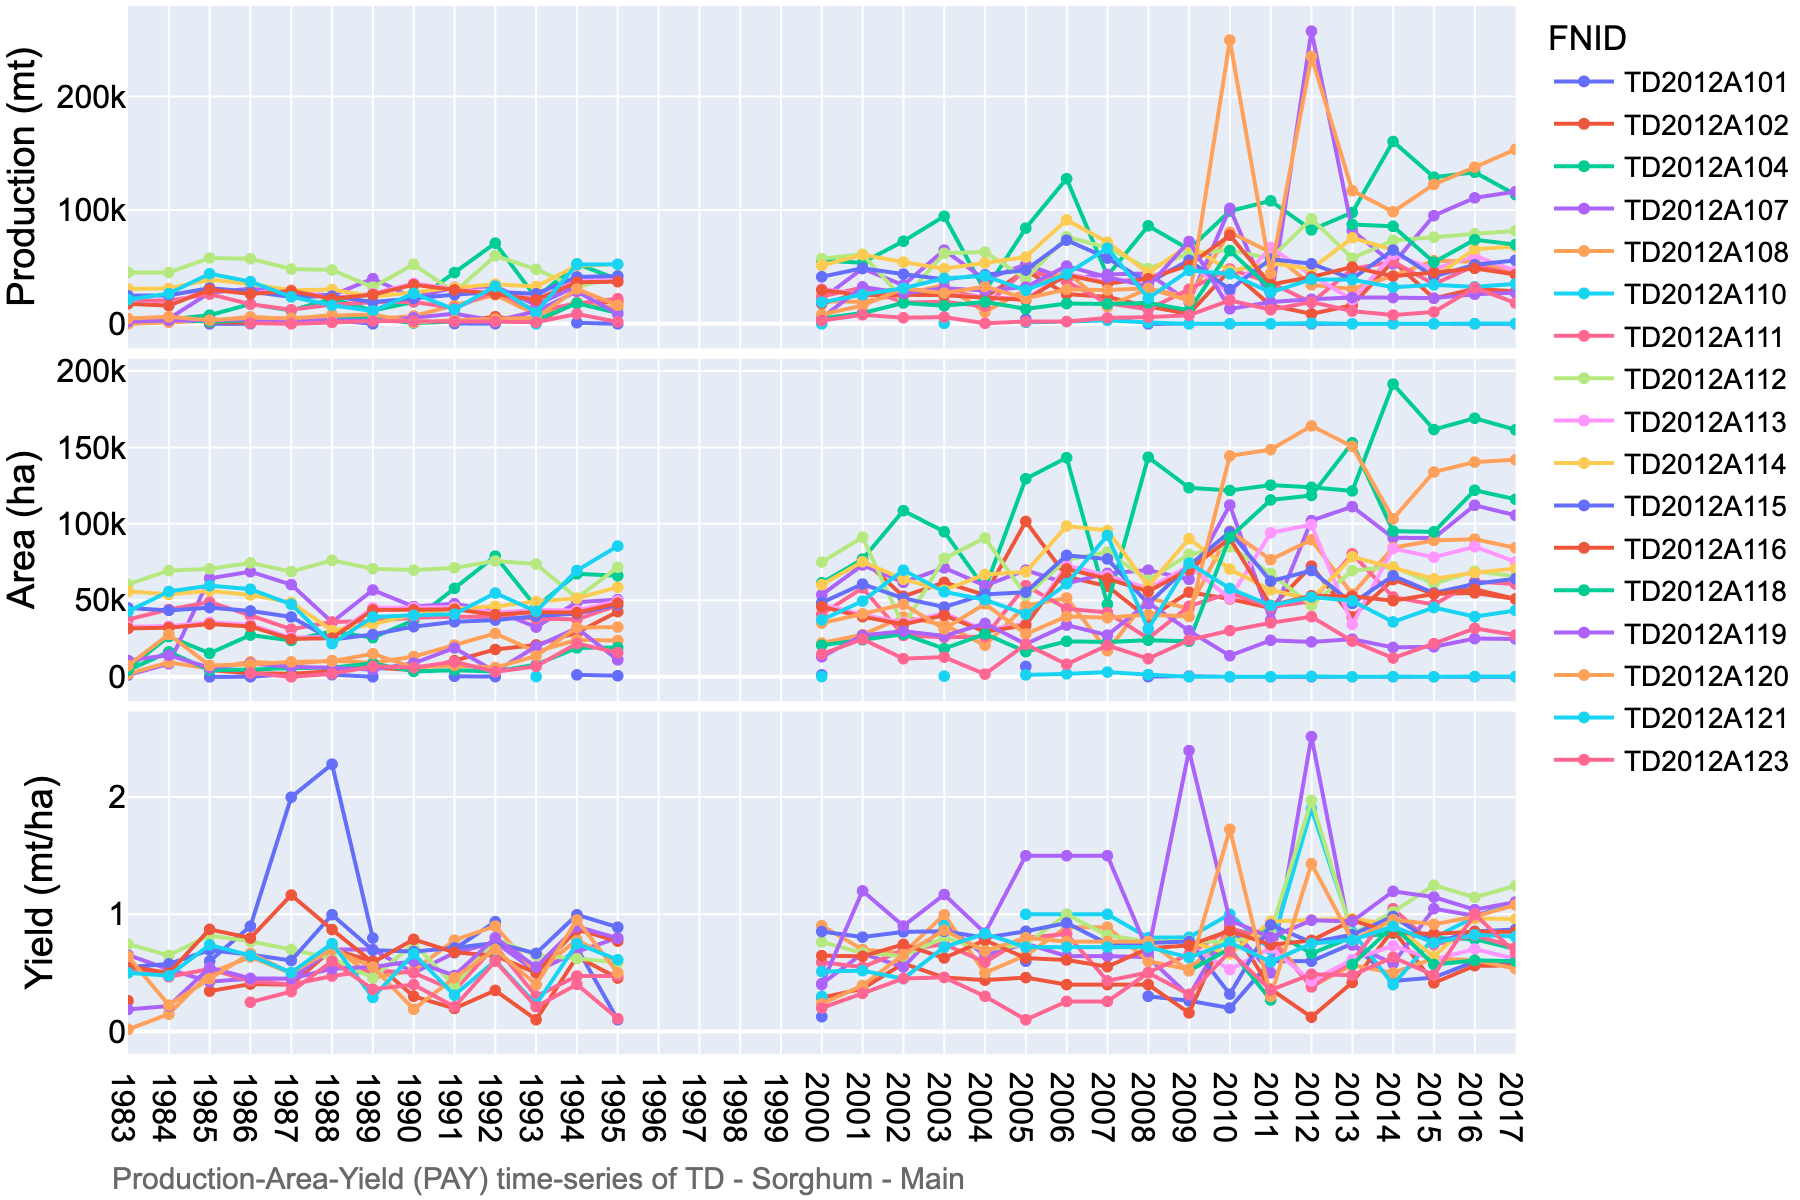 FNID
TD2012A101
TD2012A102
TD2012A104
TD2012A107
TD2012A108
TD2012A110
TD2012A111
TD2012A112
TD2012A113
TD2012A114
TD2012A115
TD2012A116
TD2012A118
TD2012A119
TD2012A120
TD2012A121
TD2012A123
Production (mt)
200k
100k
0
Area (ha)
200k
150k
100k
50k
0
Yield (mt/ha)
2
1
0
1983 1984 1985 1986 1987 1988 1989 1990 1991 1992 1993 1994 1995 1996 1997 1998 1999 2000 2001 2002 2003 2004 2005 2006 2007 2008 2009 2010 2011 2012 2013 2014 2015 2016 2017
Production-Area-Yield (PAY) time-series of TD - Sorghum - Main